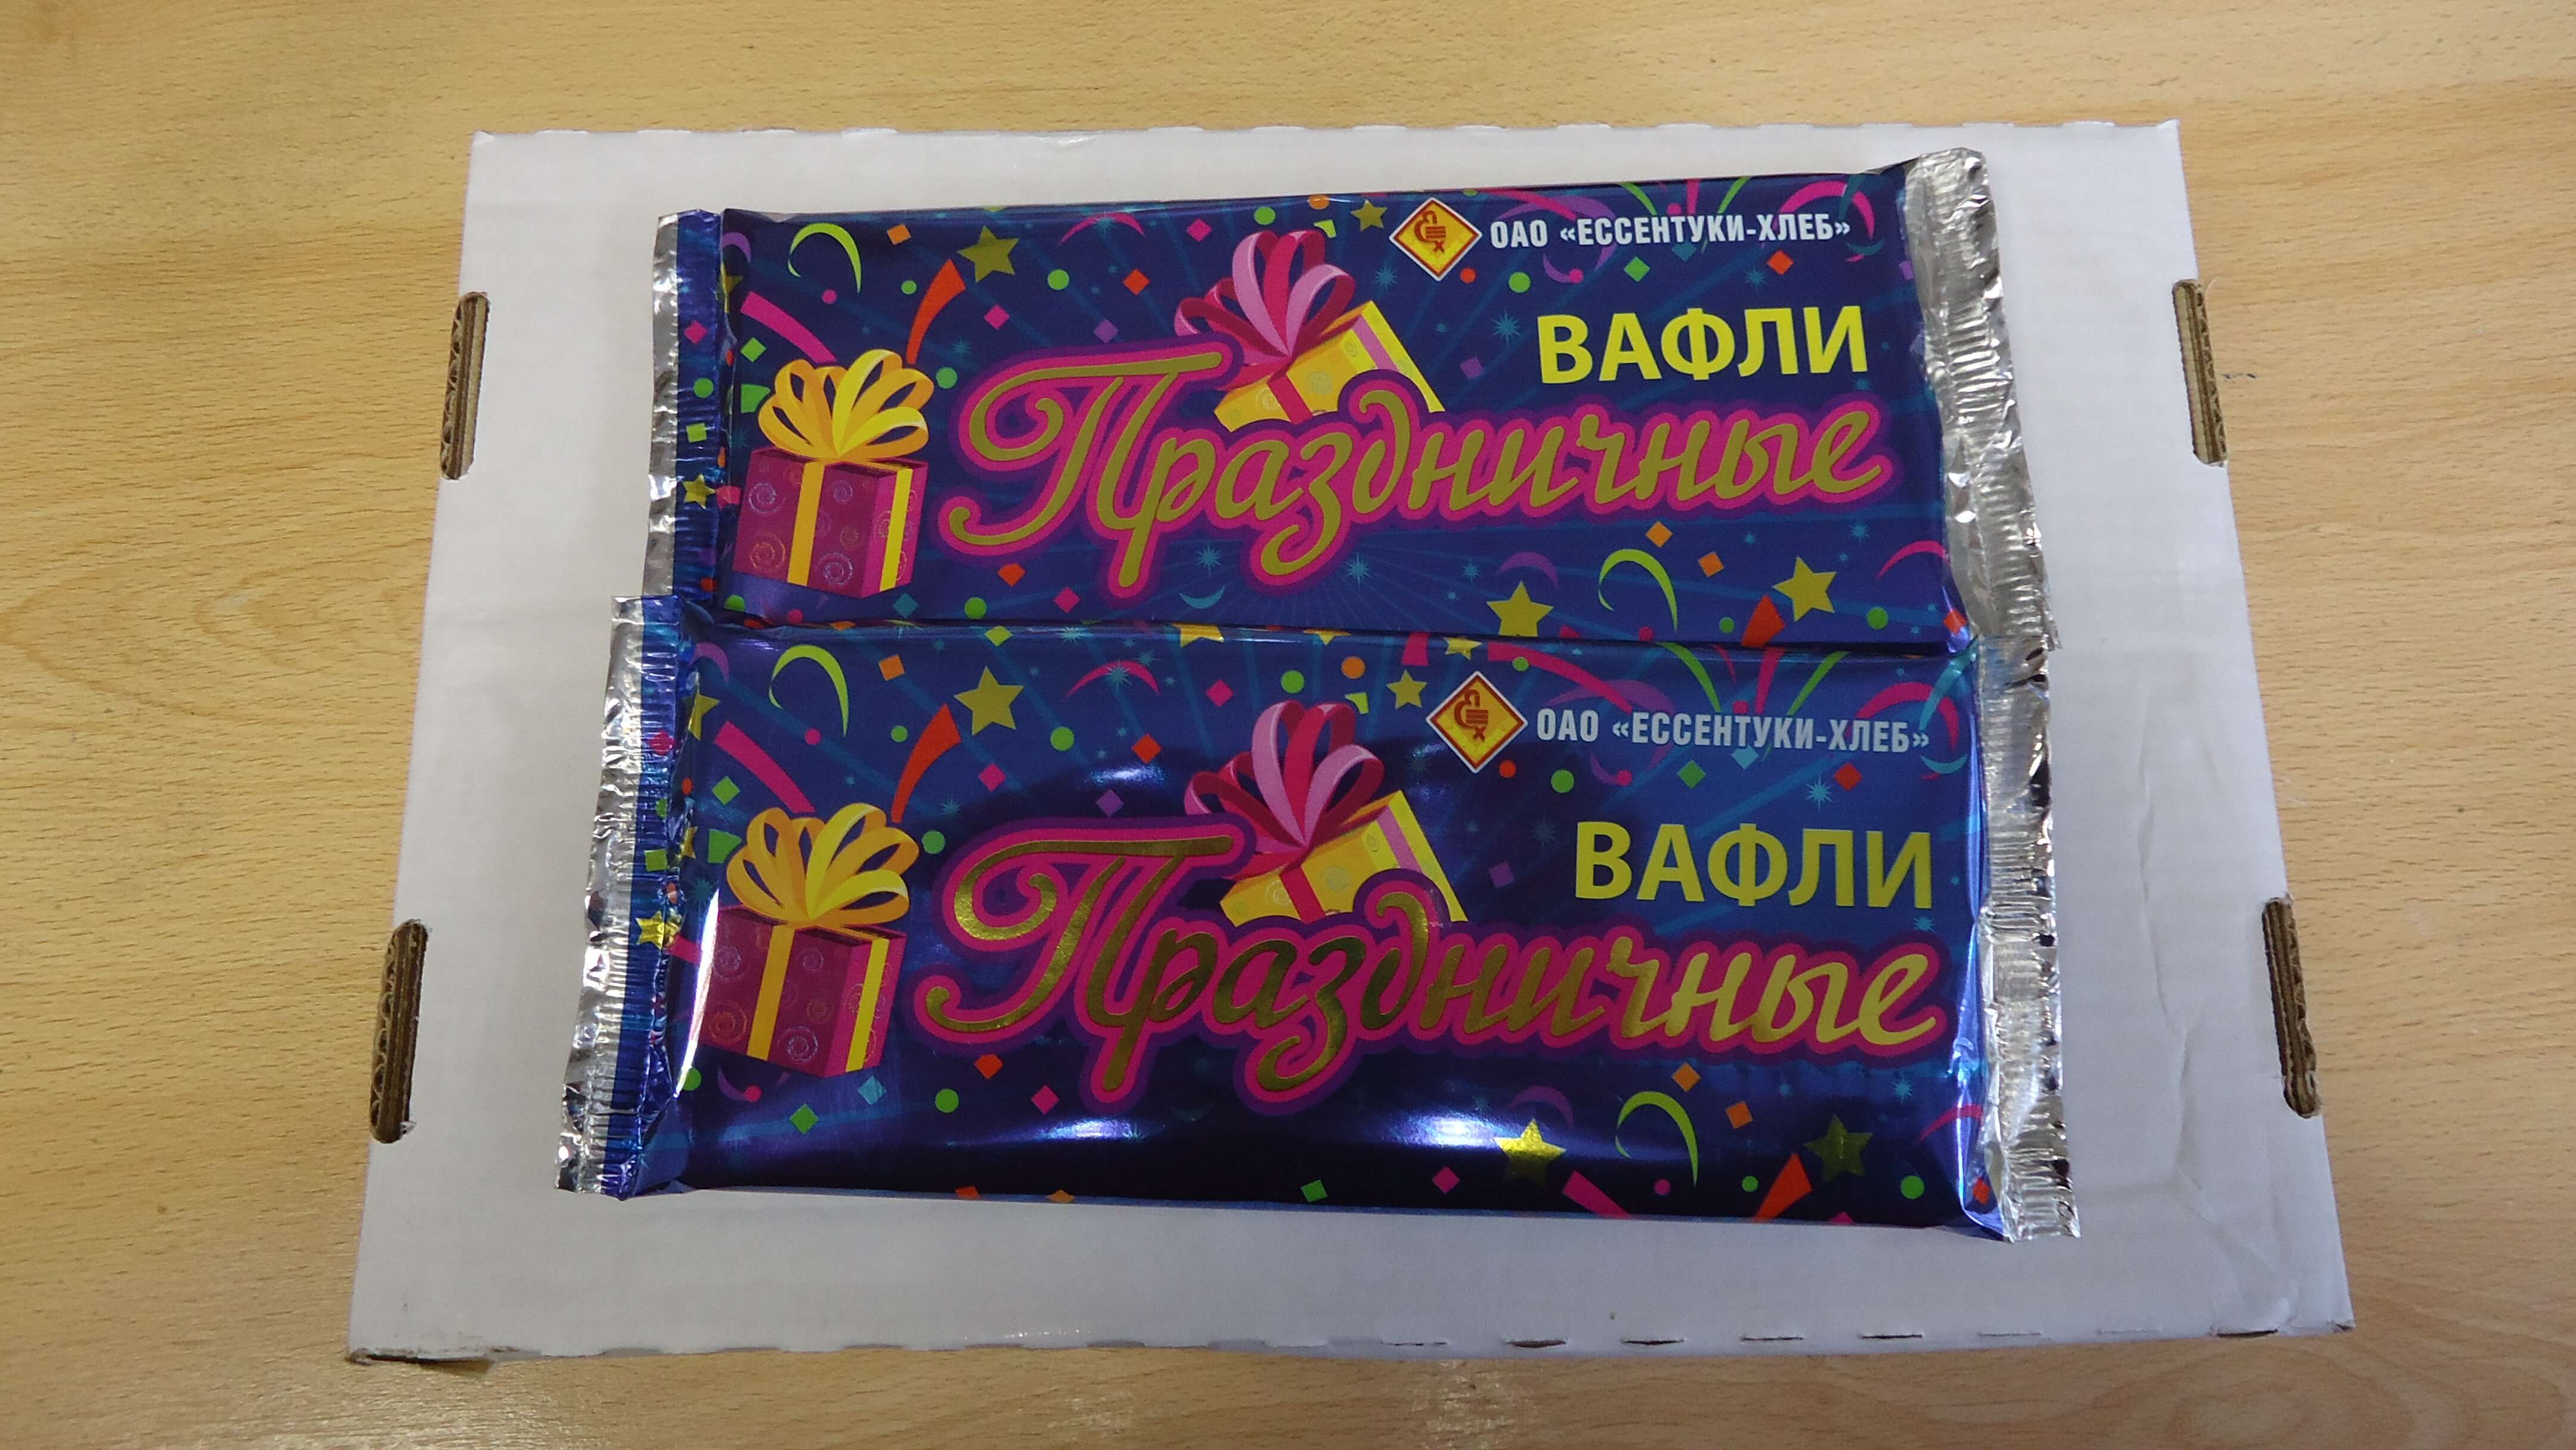 ОАО «ЕССЕНТУКИ-ХЛЕБ»
ВАФЛИ
Праздничные
ОАО «ЕССЕНТУКИ-ХЛЕБ»
ВАФЛИ
Праздничные